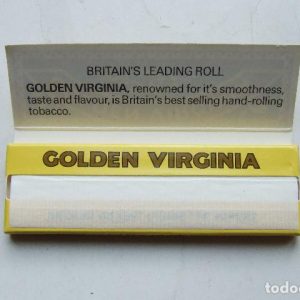 BRITAIN'S LEADING ROLL
GOLDEN VIRGINIA, renowned for it's smoothness,
taste and flavour, is Britain's best selling hand-rolling
tobacco.
GOLDEN VIRGINIA